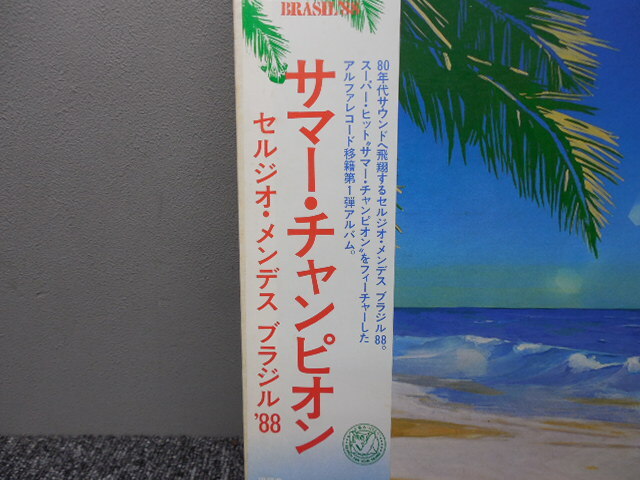 BRASIL '88
80年代サウンドへ飛翔するセルジオ・メンデス ブラジル88。
スーパー・ヒット“サマー・チャンピオン”をフィーチャーした
アルファレコード移籍第1弾アルバム。
サマー・チャンピオン
セルジオ・メンデス ブラジル '88